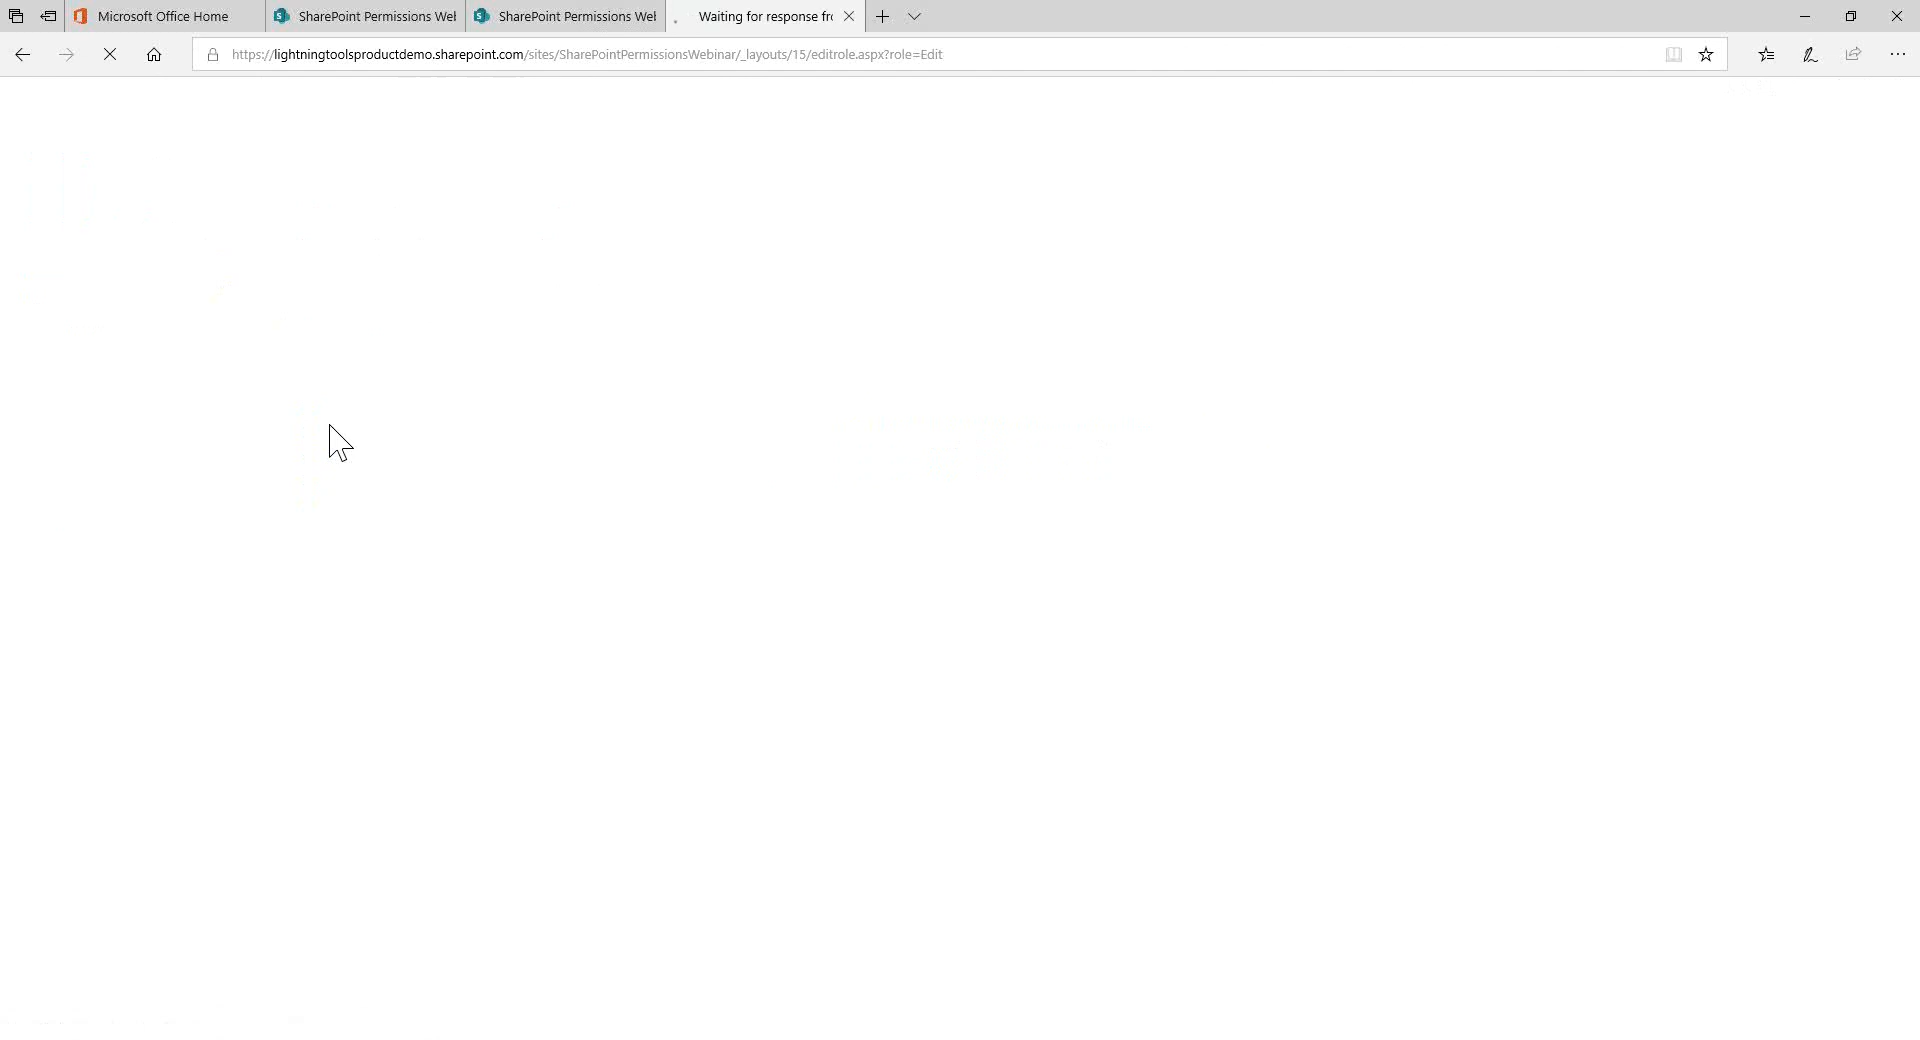 Microsoft Office Home
SharePoint Permissions Wel
SharePoint Permissions Wel
Waiting for response fr
https://lightningtoolsproductdemo.sharepoint.com/sites/SharePointPermissionsWebinar/_layouts/15/editrole.aspx?role=Edit